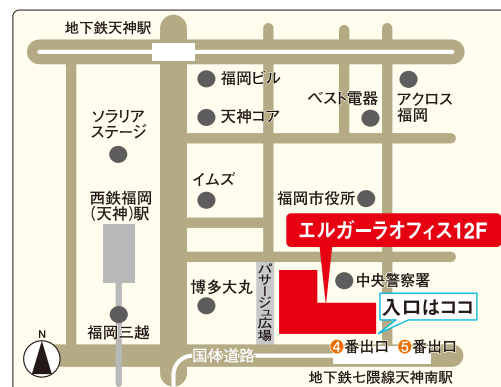 地下鉄天神駅
福岡ビル
ベスト電器
アクロス
福岡
天神コア
ソラリア
ステージ
イムズ
福岡市役所
西鉄福岡
(天神)駅
エルガーラオフィス12F
パサージュ広場
中央警察署
博多大丸
入口はココ
福岡三越
N
④番出口
⑤番出口
国体道路
地下鉄七隈線天神南駅